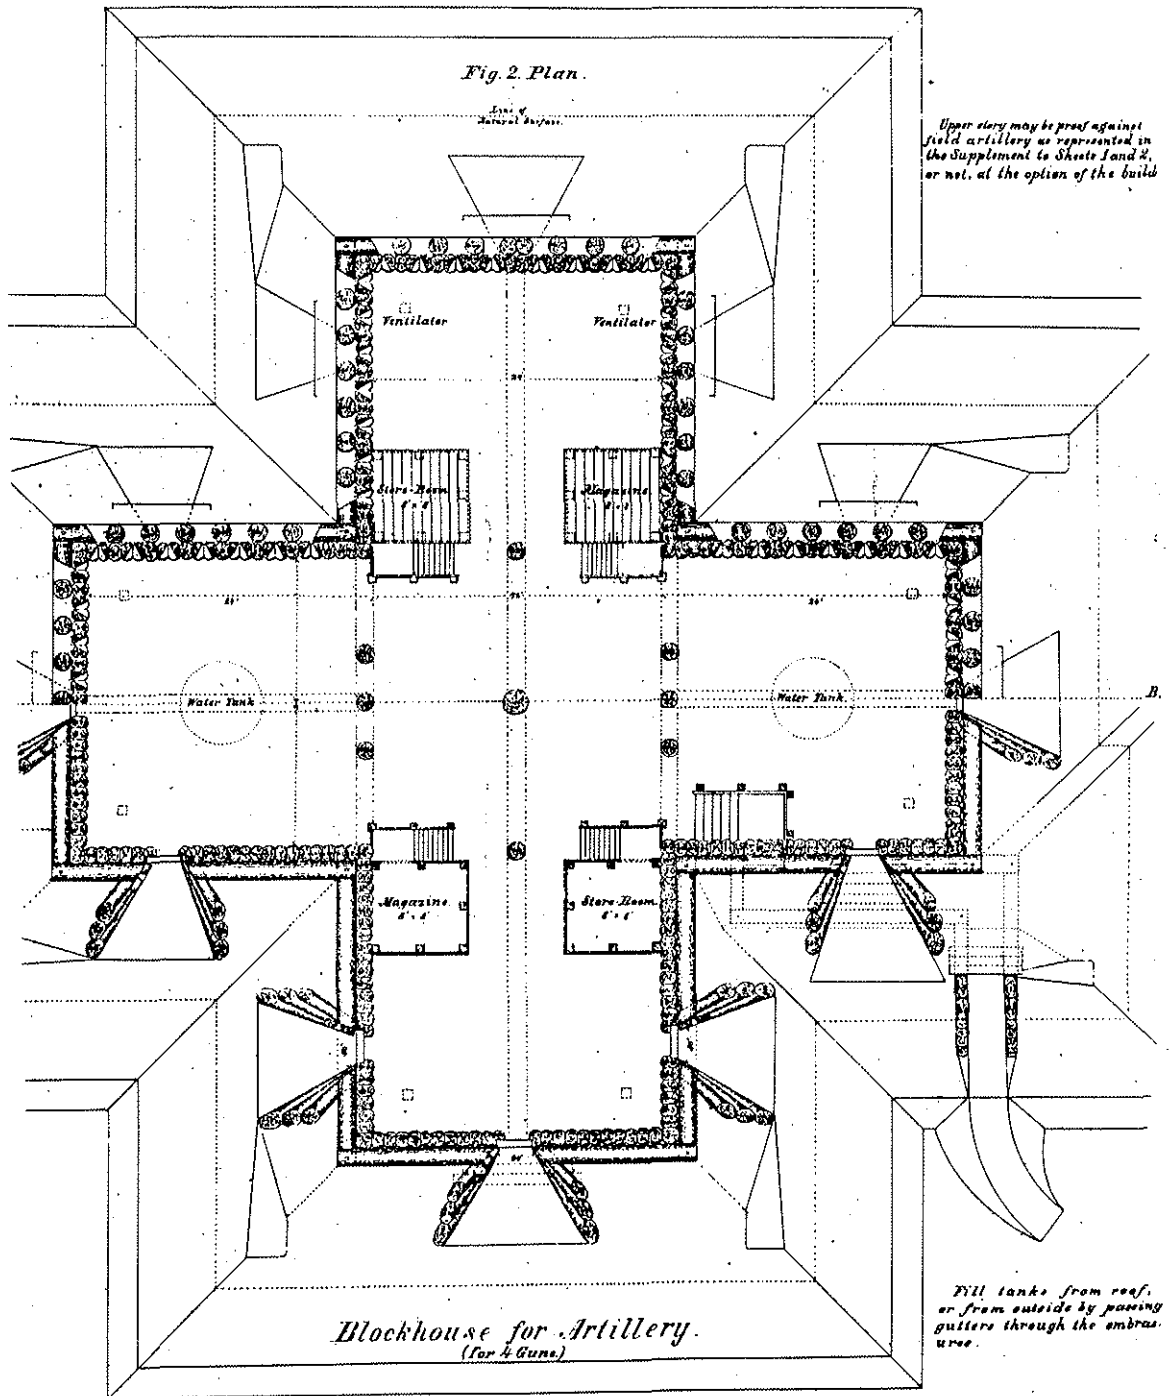 Fig. 2. Plan.
Line of
Natural Surface.
Upper story may be proof against
field artillery as represented in
the Supplement to Sheets 1 and 2,
or not, at the option of the build
Ventilator
Ventilator
Store-Room
Magazine
24'
Water Tank
Water Tank
B.
Magazine
Store-Room
Fill tanks from roof,
or from outside by passing
gutters through the embras-
ures.
Blockhouse for Artillery.
(for 4 Guns.)